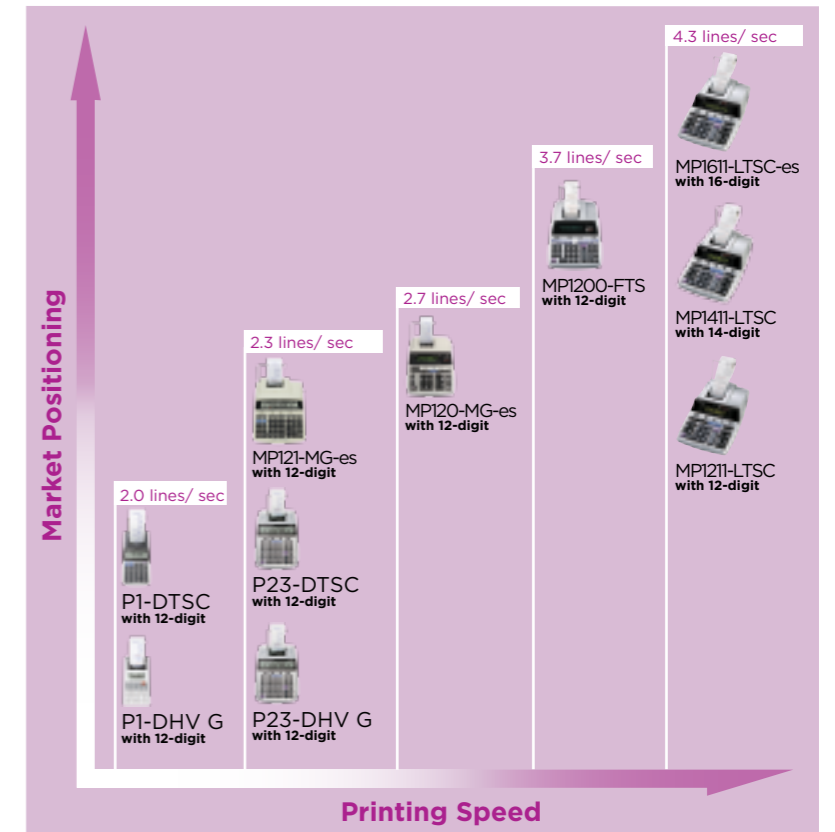 4.3 lines/ sec
MP1611-LTSC-es
with 16-digit
MP1411-LTSC
with 14-digit
MP1211-LTSC
with 12-digit
3.7 lines/ sec
MP1200-FTS
with 12-digit
2.7 lines/ sec
MP120-MG-es
with 12-digit
2.3 lines/ sec
MP121-MG-es
with 12-digit
P23-DTSC
with 12-digit
P23-DHV G
with 12-digit
2.0 lines/ sec
P1-DTSC
with 12-digit
P1-DHV G
with 12-digit
Market Positioning
Printing Speed